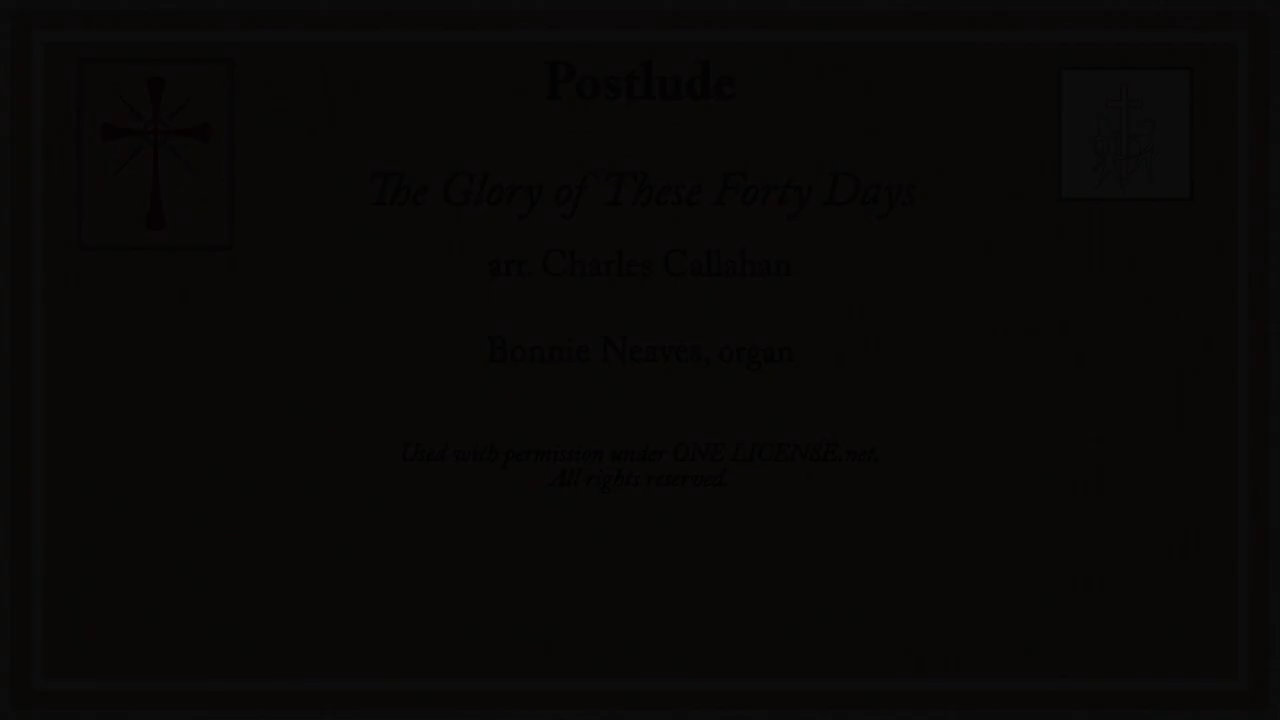 Postlude
The Glory of These Forty Days
arr. Charles Callahan
Bonnie Neaves, organ
Used with permission under ONE LICENSE.net.
All rights reserved.